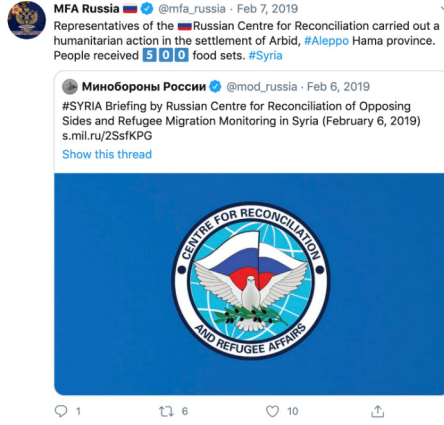 MFA Russia 🇷🇺 @mfa_russia · Feb 7, 2019
Representatives of the 🇷🇺Russian Centre for Reconciliation carried out a
humanitarian action in the settlement of Arbid, #Aleppo Hama province.
People received 5️⃣0️⃣0️⃣ food sets. #Syria
Минобороны России @mod_russia · Feb 6, 2019
#SYRIA Briefing by Russian Centre for Reconciliation of Opposing
Sides and Refugee Migration Monitoring in Syria (February 6, 2019)
s.mil.ru/2SsfKPG
Show this thread
CENTRE FOR RECONCILIATION
AND REFUGEE AFFAIRS
1 6 10